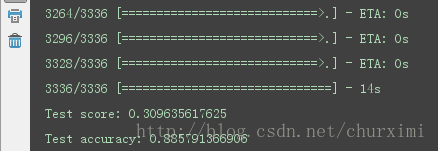 3264/3336 [============================>.] - ETA: 0s
3296/3336 [============================>.] - ETA: 0s
3328/3336 [============================>.] - ETA: 0s
3336/3336 [==============================] - 14s
Test score: 0.309635617625
Test accuracy: 0.885791366906
http://blog.csdn.net/churximi